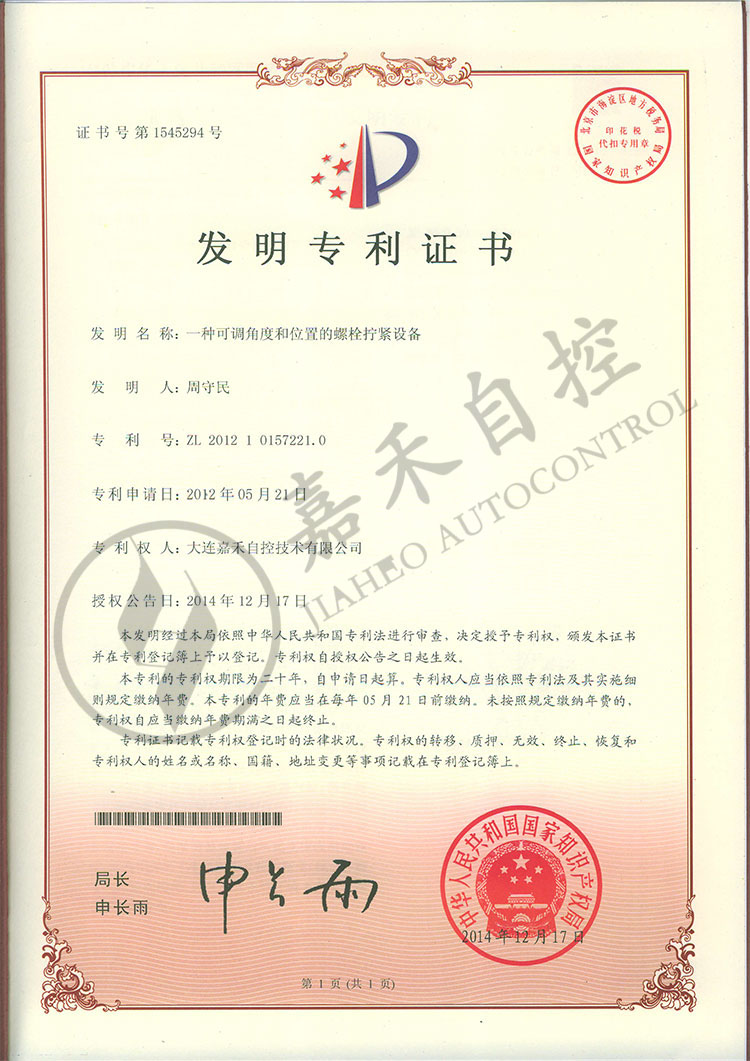 证书号第1545294号
北京市海淀区地方税务局
印花税
代扣专用章
国家知识产权局
发明专利证书
发明名称：一种可调角度和位置的螺栓拧紧设备
发明人：周守民
专利号：ZL 2012 1 0157221.0
专利申请日：2012年05月21日
专利权人：大连嘉禾自控技术有限公司
授权公告日：2014年12月17日
嘉禾自控
JIAHEO AUTOCONTROL
本发明经过本局依照中华人民共和国专利法进行审查，决定授予专利权，颁发本证书
并在专利登记簿上予以登记。专利权自授权公告之日起生效。
本专利的专利权期限为二十年，自申请日起算。专利权人应当依照专利法及其实施细
则规定缴纳年费。本专利的年费应当在每年05月21日前缴纳。未按照规定缴纳年费的，
专利权自应当缴纳年费期满之日起终止。
专利证书记载专利权登记时的法律状况。专利权的转移、质押、无效、终止、恢复和
专利权人的姓名或名称、国籍、地址变更等事项记载在专利登记簿上。
局长
申长雨
申长雨
中华人民共和国国家知识产权局
2014年12月17日
第1页(共1页)